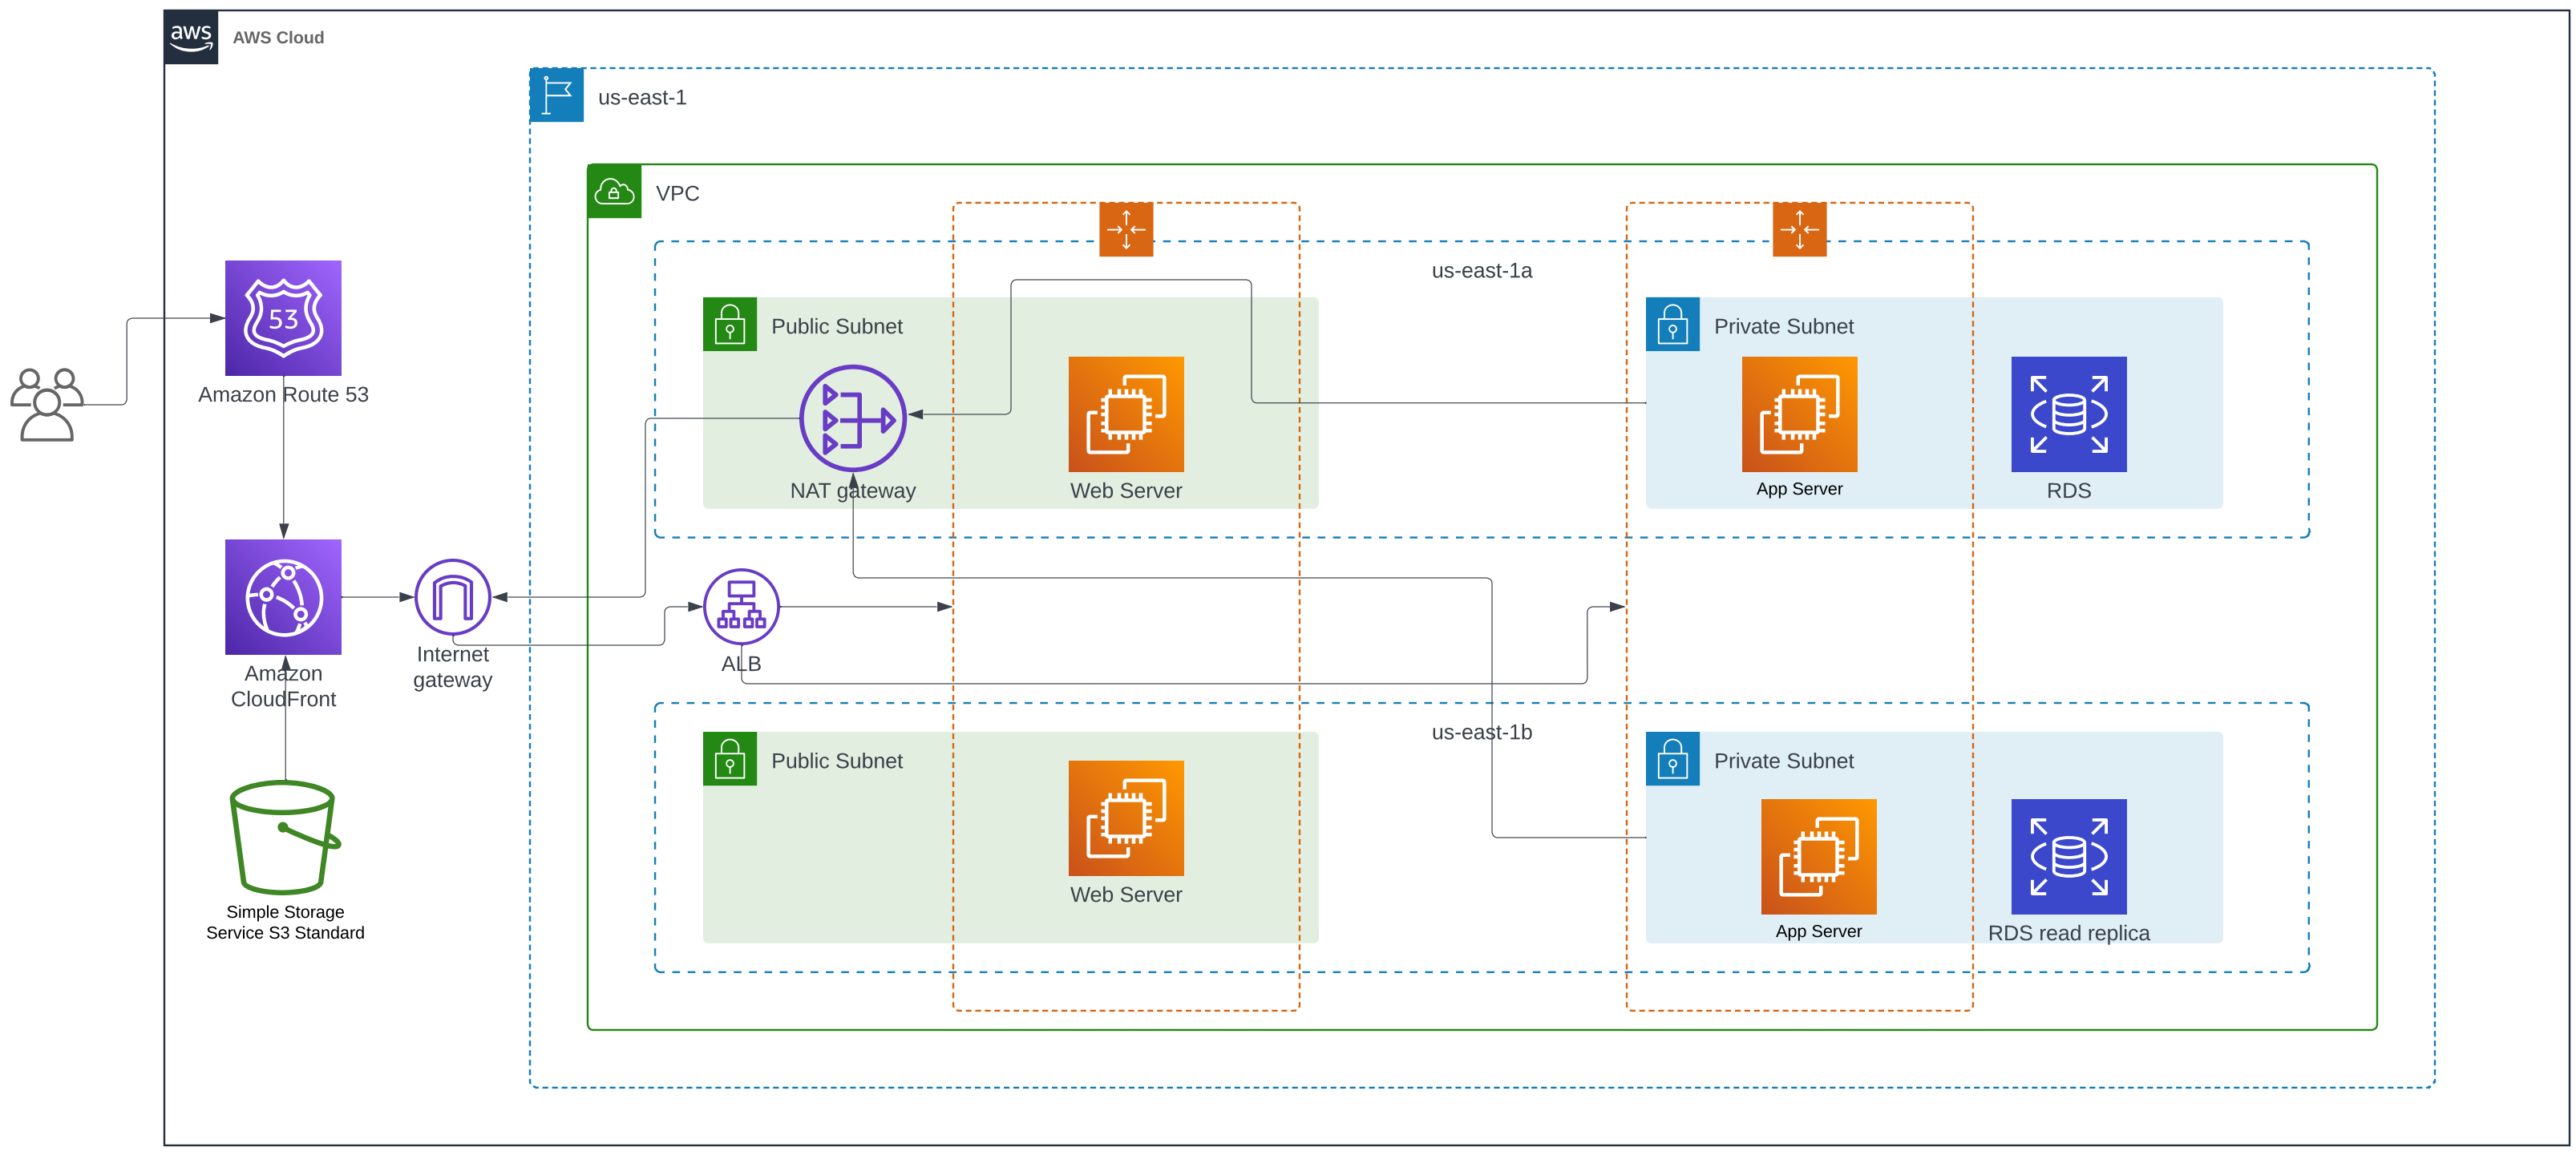 aws
AWS Cloud
us-east-1
VPC
us-east-1a
53
Amazon Route 53
Public Subnet
NAT gateway
Web Server
Private Subnet
App Server
RDS
Amazon
CloudFront
Internet
gateway
ALB
us-east-1b
Public Subnet
Web Server
Private Subnet
App Server
RDS read replica
Simple Storage
Service S3 Standard